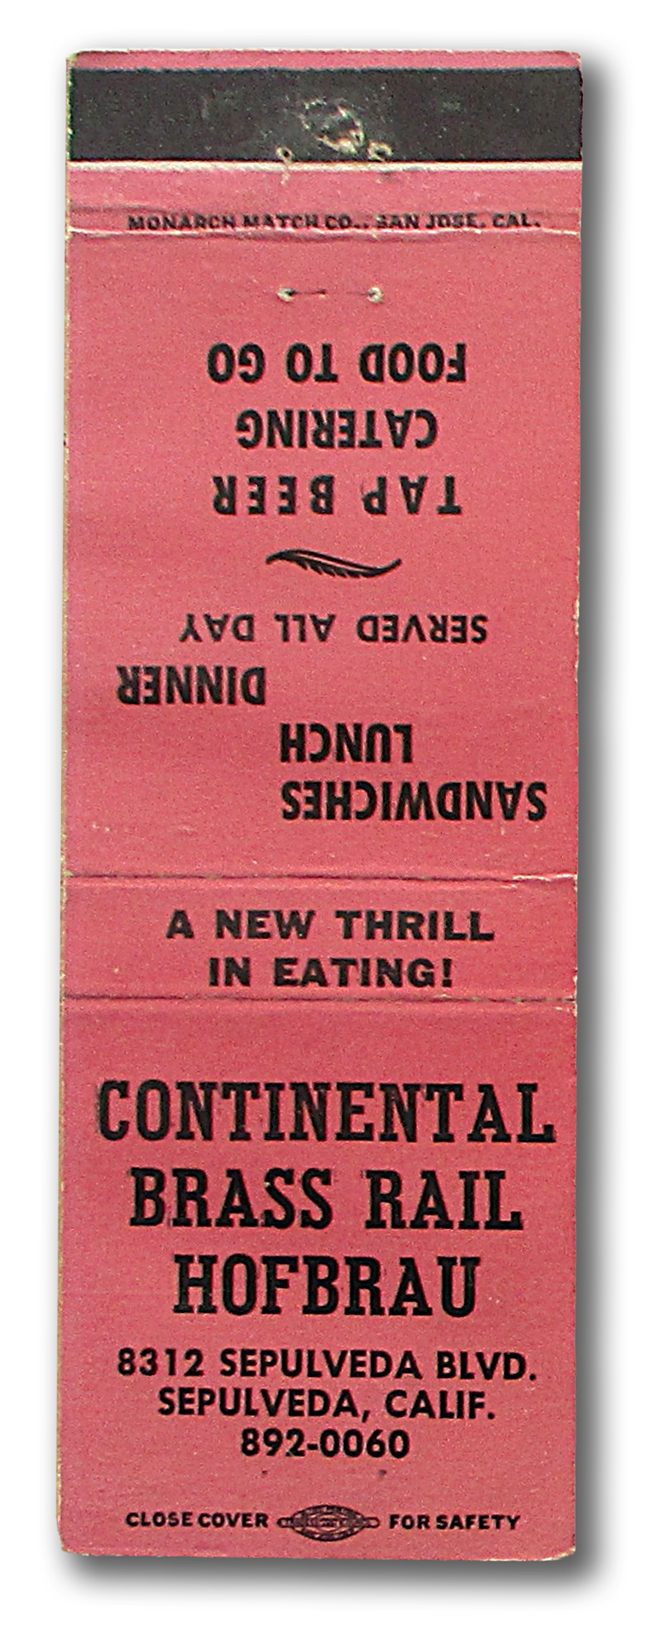 MONARCH MATCH CO., SAN JOSE, CAL.
SANDWICHES
LUNCH
DINNER
SERVED ALL DAY
TAP BEER
CATERING
FOOD TO GO
A NEW THRILL
IN EATING!
CONTINENTAL
BRASS RAIL
HOFBRAU
8312 SEPULVEDA BLVD.
SEPULVEDA, CALIF.
892-0060
CLOSE COVER FOR SAFETY